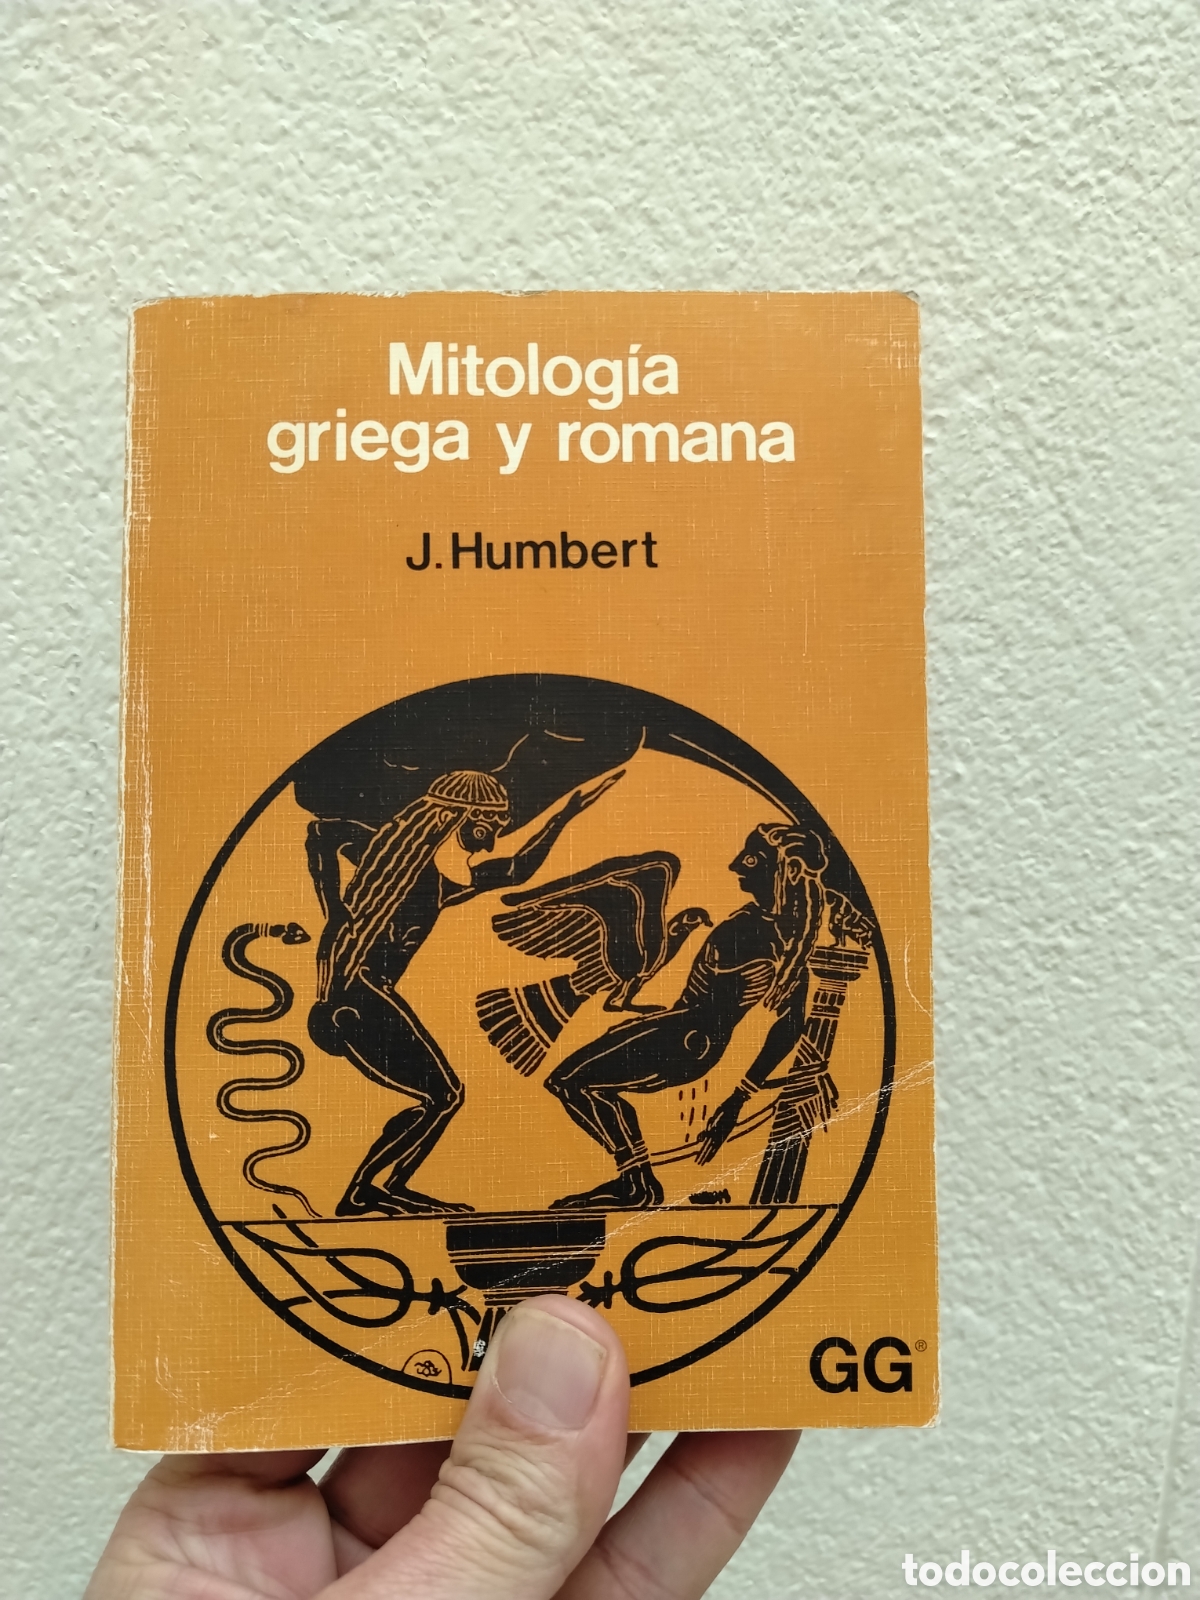 Mitología
griega y romana
J. Humbert
GG®
todocoleccion